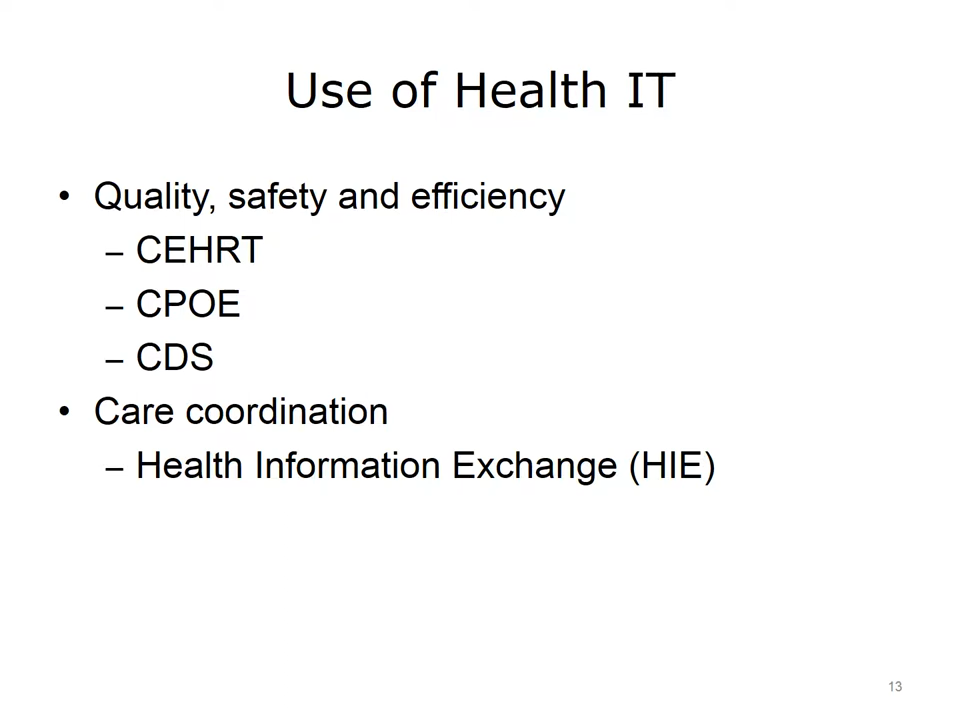 Use of Health IT
• Quality, safety and efficiency
– CEHRT
– CPOE
– CDS
• Care coordination
– Health Information Exchange (HIE)
13